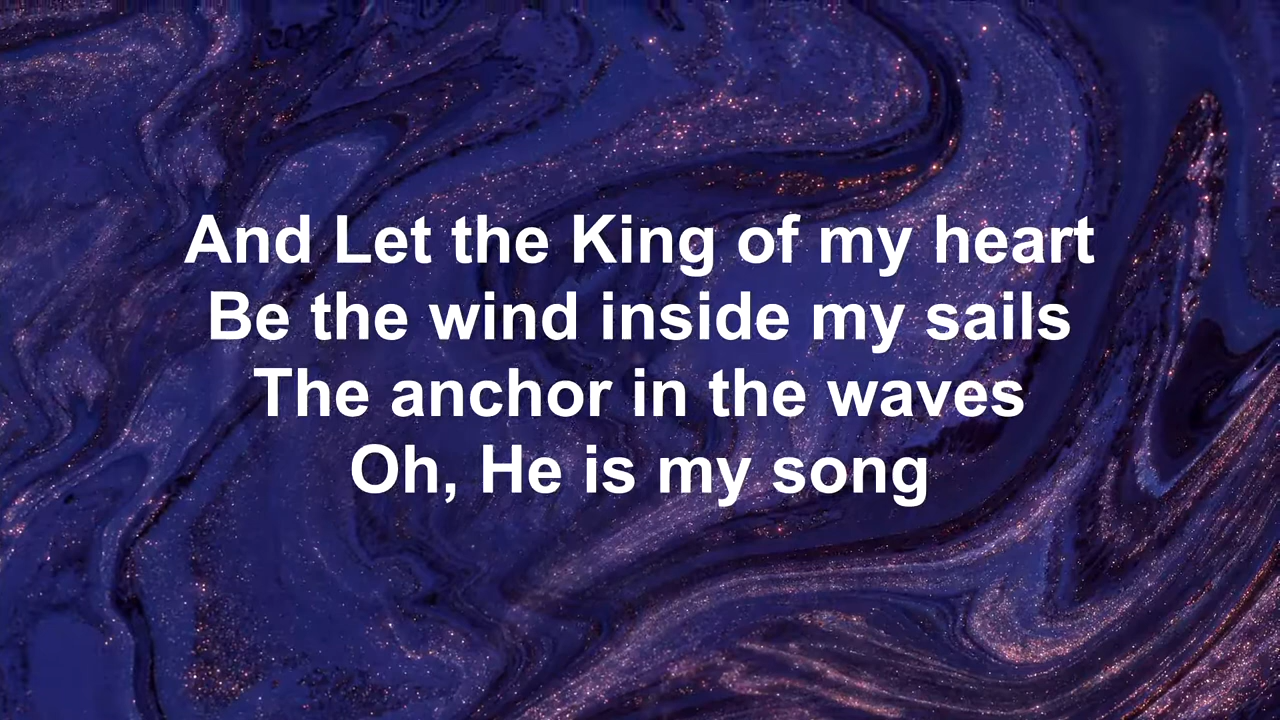 And Let the King of my heart
Be the wind inside my sails
The anchor in the waves
Oh, He is my song